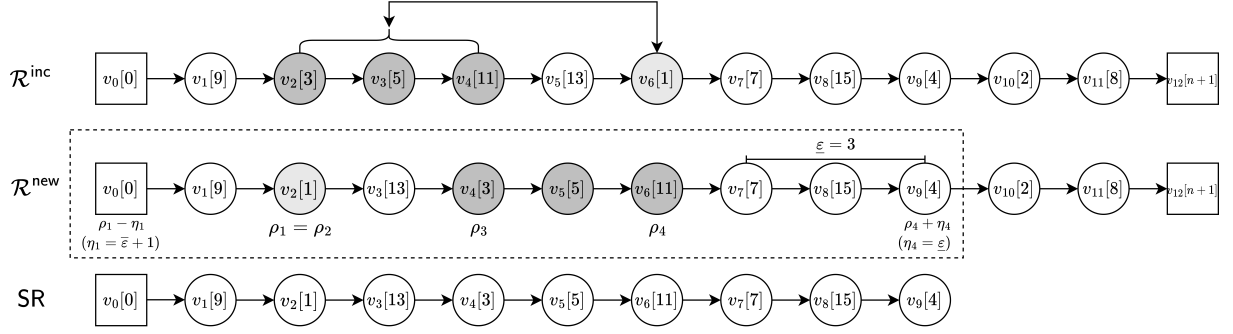 𝓡^inc v₀[0] v₁[9] v₂[3] v₃[5] v₄[11] v₅[13] v₆[1] v₇[7] v₈[15] v₉[4] v₁₀[2] v₁₁[8] v₁₂[n + 1]
ε̲ = 3
𝓡^new v₀[0] v₁[9] v₂[1] v₃[13] v₄[3] v₅[5] v₆[11] v₇[7] v₈[15] v₉[4] v₁₀[2] v₁₁[8] v₁₂[n + 1]
ρ₁ − η₁ ρ₁ = ρ₂ ρ₃ ρ₄ ρ₄ + η₄
(η₁ = ε̅ + 1) (η₄ = ε̲)
SR v₀[0] v₁[9] v₂[1] v₃[13] v₄[3] v₅[5] v₆[11] v₇[7] v₈[15] v₉[4]